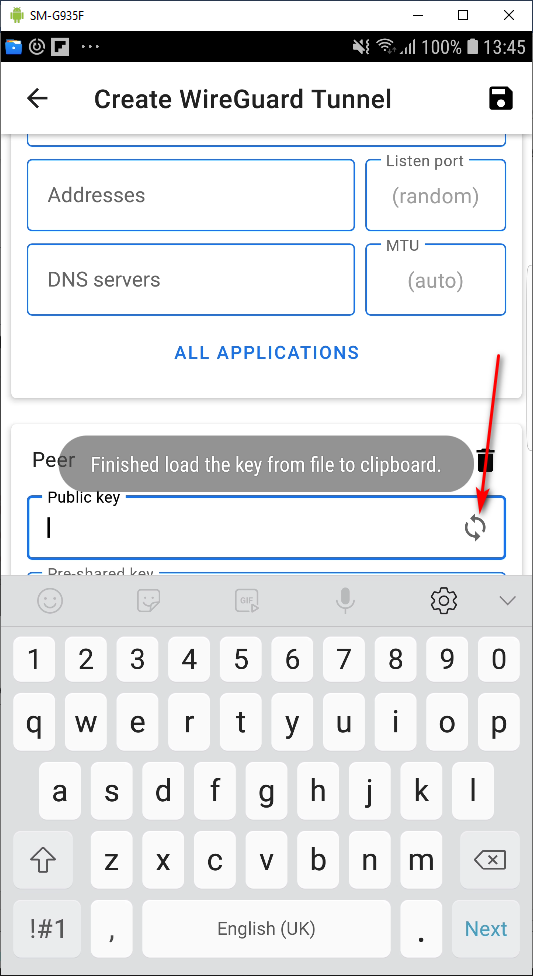 SM-G935F
100% 13:45
Create WireGuard Tunnel
Addresses
Listen port
(random)
DNS servers
MTU
(auto)
ALL APPLICATIONS
Peer
Finished load the key from file to clipboard.
Public key
Pre-shared key
GIF
1 2 3 4 5 6 7 8 9 0
q w e r t y u i o p
a s d f g h j k l
z x c v b n m
!#1 , English (UK) . Next